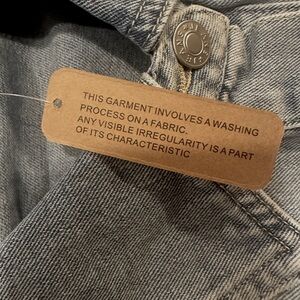 THIS GARMENT INVOLVES A WASHING
PROCESS ON A FABRIC.
ANY VISIBLE IRREGULARITY IS A PART
OF ITS CHARACTERISTIC